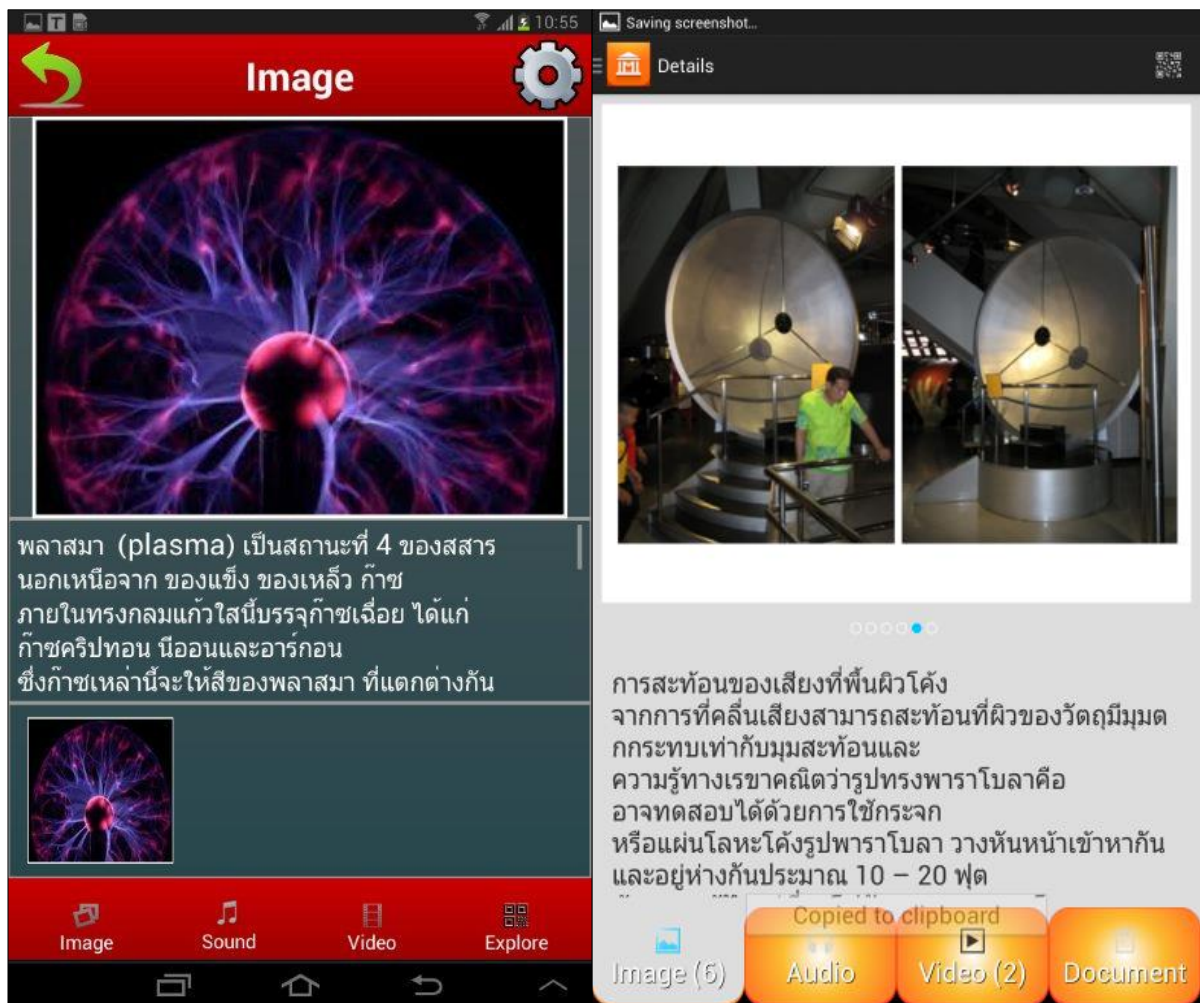 10:55
Image
พลาสมา (plasma) เป็นสถานะที่ 4 ของสสาร
นอกเหนือจาก ของแข็ง ของเหลว ก๊าซ
ภายในทรงกลมแก้วใสนี้บรรจุก๊าซเฉื่อย ได้แก่
ก๊าซคริปทอน นีออนและอาร์กอน
ซึ่งก๊าซเหล่านี้จะให้สีของพลาสมา ที่แตกต่างกัน
Image
Sound
Video
Explore
Saving screenshot...
Details
การสะท้อนของเสียงที่พื้นผิวโค้ง
จากการที่คลื่นเสียงสามารถสะท้อนที่ผิวของวัตถุมีมุมต
กกระทบเท่ากับมุมสะท้อนและ
ความรู้ทางเรขาคณิตว่ารูปทรงพาราโบลาคือ
อาจทดสอบได้ด้วยการใช้กระจก
หรือแผ่นโลหะโค้งรูปพาราโบลา วางหันหน้าเข้าหากัน
และอยู่ห่างกันประมาณ 10 – 20 ฟุต
Copied to clipboard
Image (6)
Audio
Video (2)
Document